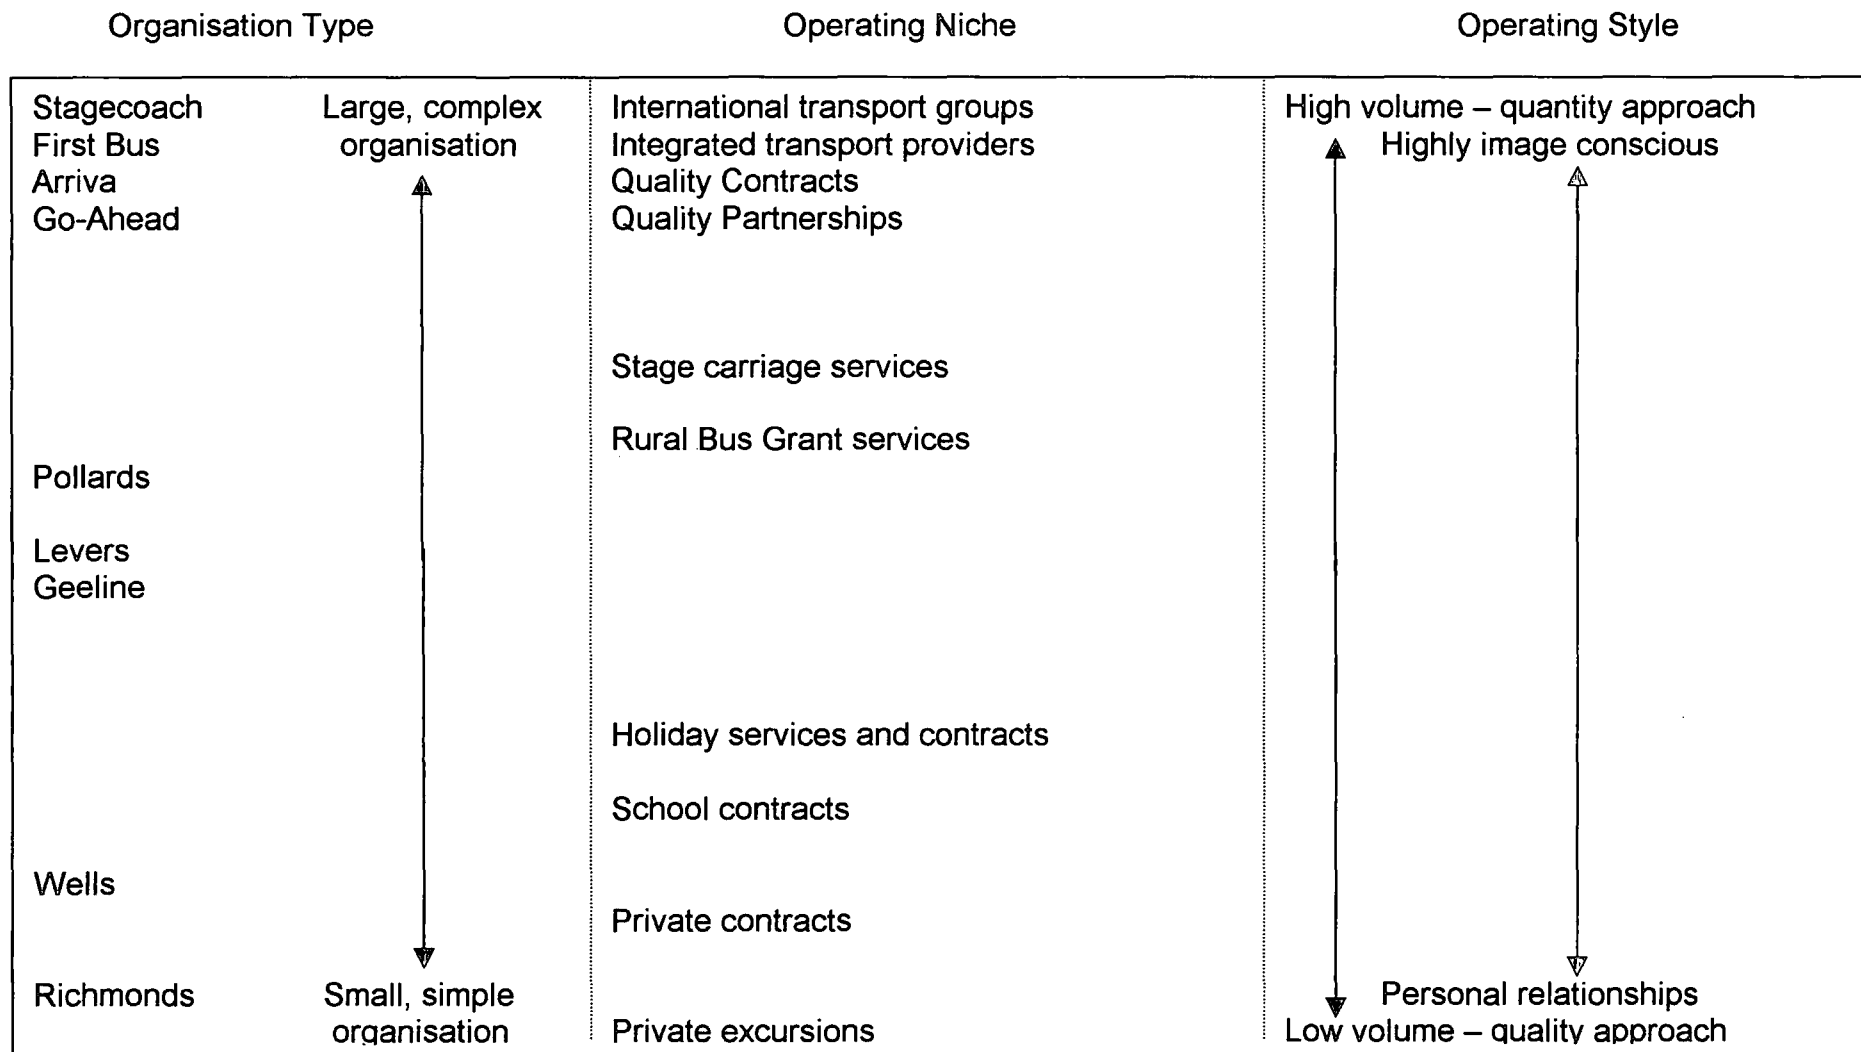 Organisation Type Operating Niche Operating Style
Stagecoach Large, complex International transport groups High volume – quantity approach
First Bus organisation Integrated transport providers Highly image conscious
Arriva Quality Contracts
Go-Ahead Quality Partnerships
Stage carriage services
Rural Bus Grant services
Pollards
Levers
Geeline
Holiday services and contracts
School contracts
Wells
Private contracts
Richmonds Small, simple Personal relationships
organisation Private excursions Low volume – quality approach